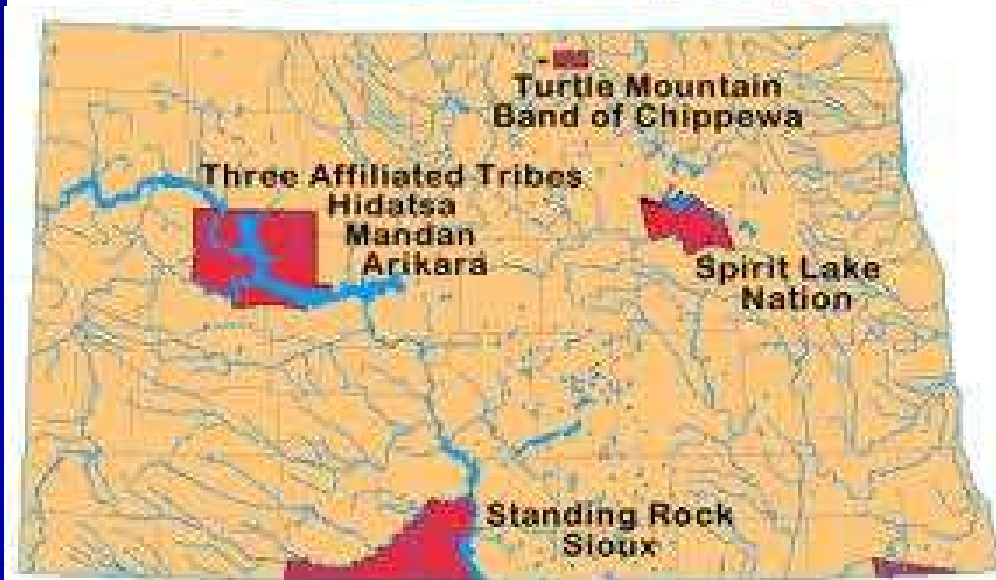 Turtle Mountain
Band of Chippewa
Three Affiliated Tribes
Hidatsa
Mandan
Arikara
Spirit Lake
Nation
Standing Rock
Sioux